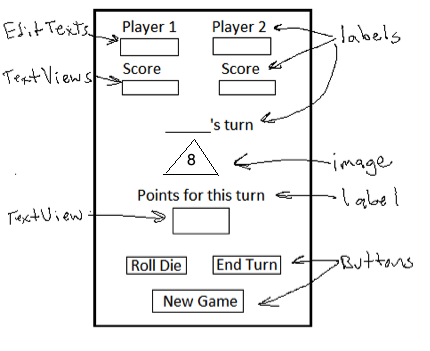 EditTexts
Player 1
Player 2
labels
TextViews
Score
Score
_____'s turn
8
image
Points for this turn
label
TextView
Roll Die
End Turn
Buttons
New Game